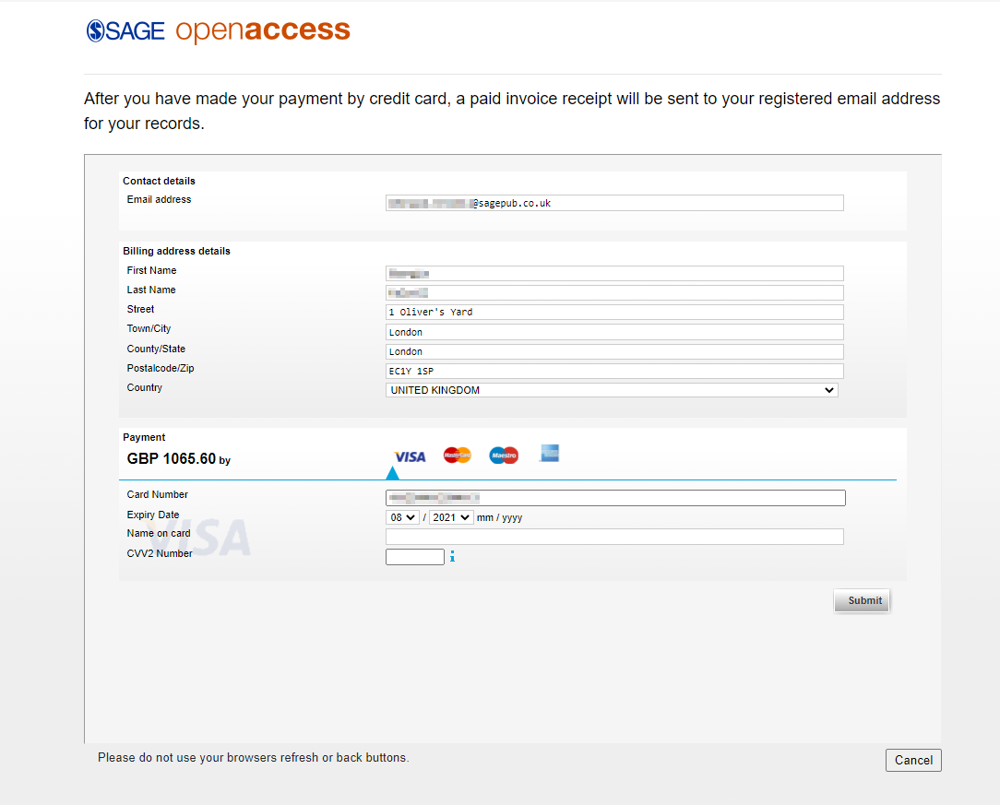 SAGE openaccess
After you have made your payment by credit card, a paid invoice receipt will be sent to your registered email address
for your records.
Contact details
Email address @sagepub.co.uk
Billing address details
First Name
Last Name
Street 1 Oliver's Yard
Town/City London
County/State London
Postalcode/Zip EC1Y 1SP
Country UNITED KINGDOM
Payment
GBP 1065.60 by VISA MasterCard Maestro
Card Number
Expiry Date 08 / 2021 mm / yyyy
Name on card
VISA
CVV2 Number i
Submit
Please do not use your browsers refresh or back buttons.
Cancel